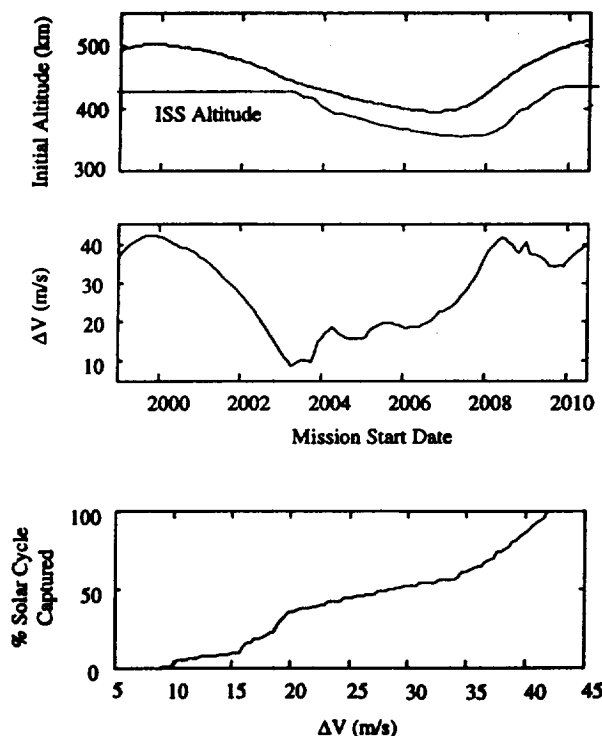 Initial Altitude (km)
500
400
300
ISS Altitude
ΔV (m/s)
40
30
20
10
2000 2002 2004 2006 2008 2010
Mission Start Date
% Solar Cycle
Captured
100
50
0
5 10 15 20 25 30 35 40 45
ΔV (m/s)